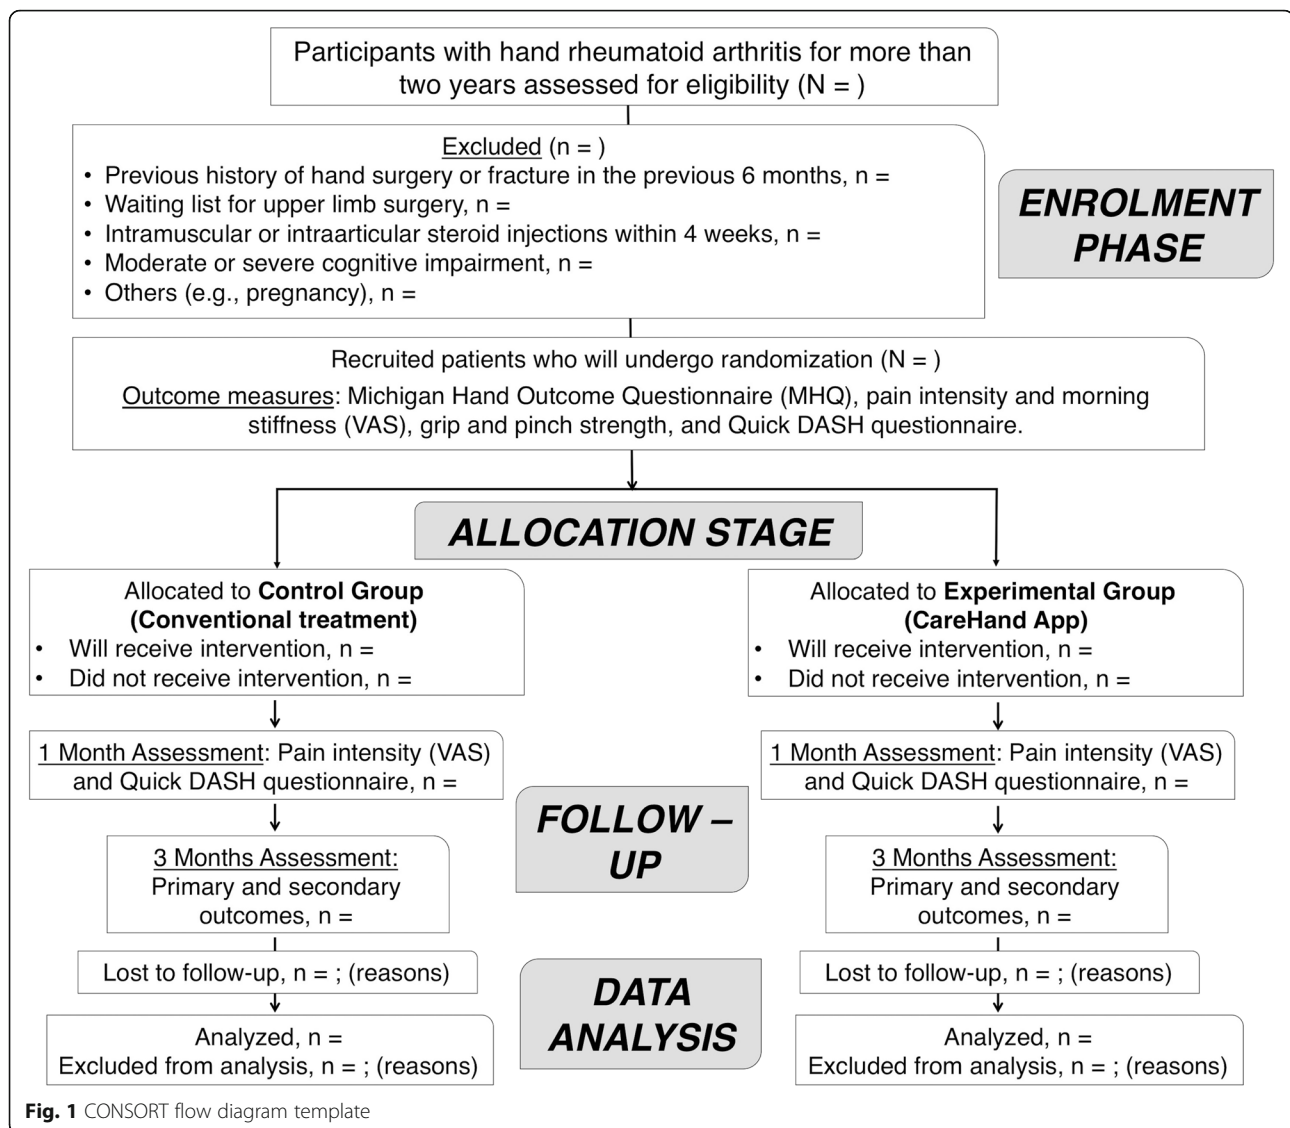 Participants with hand rheumatoid arthritis for more than
two years assessed for eligibility (N = )
Excluded (n = )
• Previous history of hand surgery or fracture in the previous 6 months, n =
• Waiting list for upper limb surgery, n =
• Intramuscular or intraarticular steroid injections within 4 weeks, n =
• Moderate or severe cognitive impairment, n =
• Others (e.g., pregnancy), n =
ENROLMENT
PHASE
Recruited patients who will undergo randomization (N = )
Outcome measures: Michigan Hand Outcome Questionnaire (MHQ), pain intensity and morning
stiffness (VAS), grip and pinch strength, and Quick DASH questionnaire.
ALLOCATION STAGE
Allocated to Control Group
(Conventional treatment)
• Will receive intervention, n =
• Did not receive intervention, n =
Allocated to Experimental Group
(CareHand App)
• Will receive intervention, n =
• Did not receive intervention, n =
1 Month Assessment: Pain intensity (VAS)
and Quick DASH questionnaire, n =
1 Month Assessment: Pain intensity (VAS)
and Quick DASH questionnaire, n =
FOLLOW –
UP
3 Months Assessment:
Primary and secondary
outcomes, n =
3 Months Assessment:
Primary and secondary
outcomes, n =
Lost to follow-up, n = ; (reasons)
Lost to follow-up, n = ; (reasons)
DATA
ANALYSIS
Analyzed, n =
Excluded from analysis, n = ; (reasons)
Analyzed, n =
Excluded from analysis, n = ; (reasons)
Fig. 1 CONSORT flow diagram template